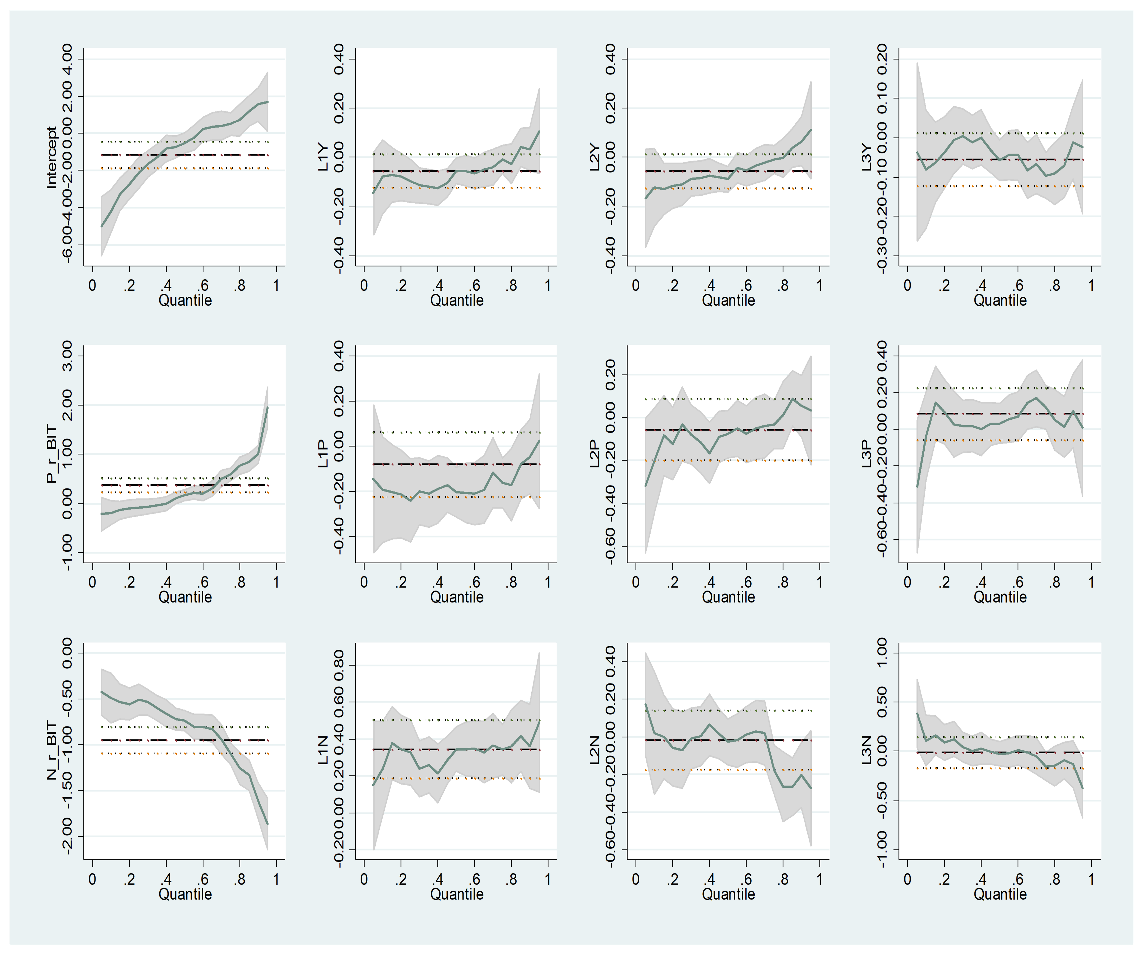 Intercept
-6.00 -4.00 -2.00 0.00 2.00 4.00
0 .2 .4 .6 .8 1
Quantile
L1Y
-0.40 -0.20 0.00 0.20 0.40
0 .2 .4 .6 .8 1
Quantile
L2Y
-0.40 -0.20 0.00 0.20 0.40
0 .2 .4 .6 .8 1
Quantile
L3Y
-0.30 -0.20 -0.10 0.00 0.10 0.20
0 .2 .4 .6 .8 1
Quantile
P_r_BIT
-1.00 0.00 1.00 2.00 3.00
0 .2 .4 .6 .8 1
Quantile
L1P
-0.40 -0.20 0.00 0.20 0.40
0 .2 .4 .6 .8 1
Quantile
L2P
-0.60 -0.40 -0.20 0.00 0.20
0 .2 .4 .6 .8 1
Quantile
L3P
-0.60 -0.40 -0.20 0.00 0.20 0.40
0 .2 .4 .6 .8 1
Quantile
N_r_BIT
-2.00 -1.50 -1.00 -0.50 0.00
0 .2 .4 .6 .8 1
Quantile
L1N
-0.20 0.00 0.20 0.40 0.60 0.80
0 .2 .4 .6 .8 1
Quantile
L2N
-0.60 -0.40 -0.20 0.00 0.20 0.40
0 .2 .4 .6 .8 1
Quantile
L3N
-1.00 -0.50 0.00 0.50 1.00
0 .2 .4 .6 .8 1
Quantile